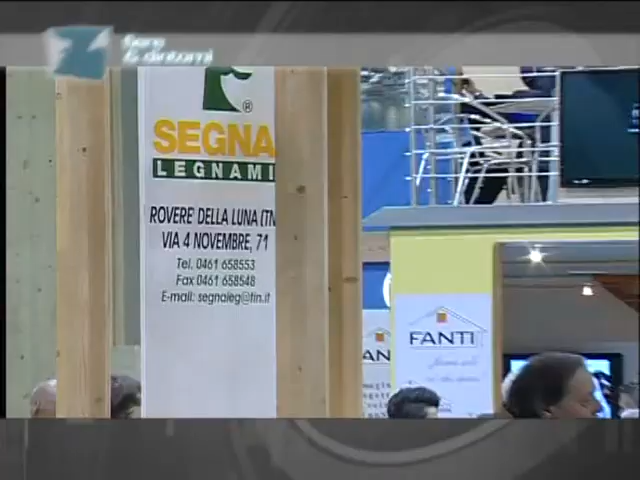 & dintorni
®
SEGNA
LEGNAMI
ROVERE' DELLA LUNA (TN
VIA 4 NOVEMBRE, 71
Tel. 0461 658553
Fax 0461 658548
E-mail: segnaleg@tin.it
FANTI
AN